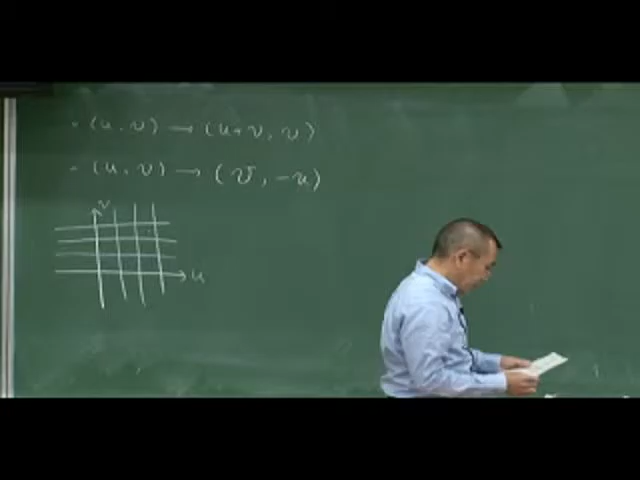 · (u, v) → (u+v, v)
· (u, v) → (v, -u)
v
u